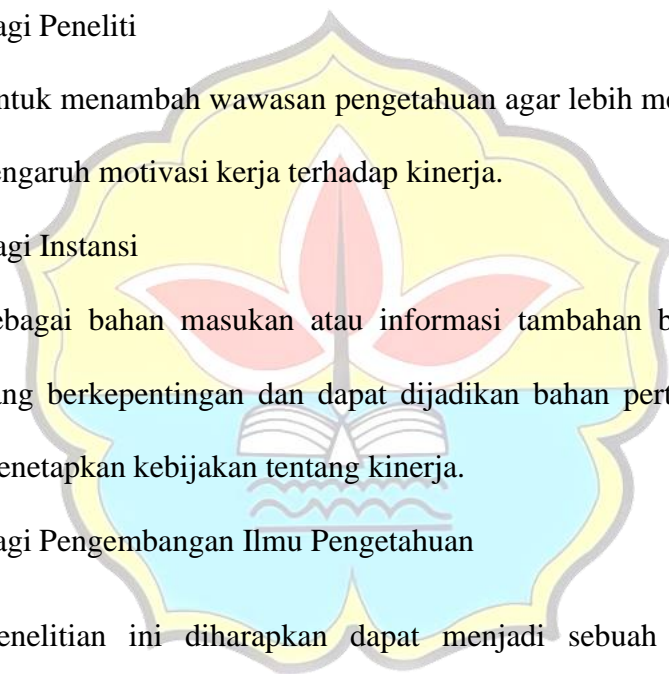 agi Peneliti
ntuk menambah wawasan pengetahuan agar lebih me
engaruh motivasi kerja terhadap kinerja.
agi Instansi
ebagai bahan masukan atau informasi tambahan b
ang berkepentingan dan dapat dijadikan bahan pert
enetapkan kebijakan tentang kinerja.
agi Pengembangan Ilmu Pengetahuan
enelitian ini diharapkan dapat menjadi sebuah